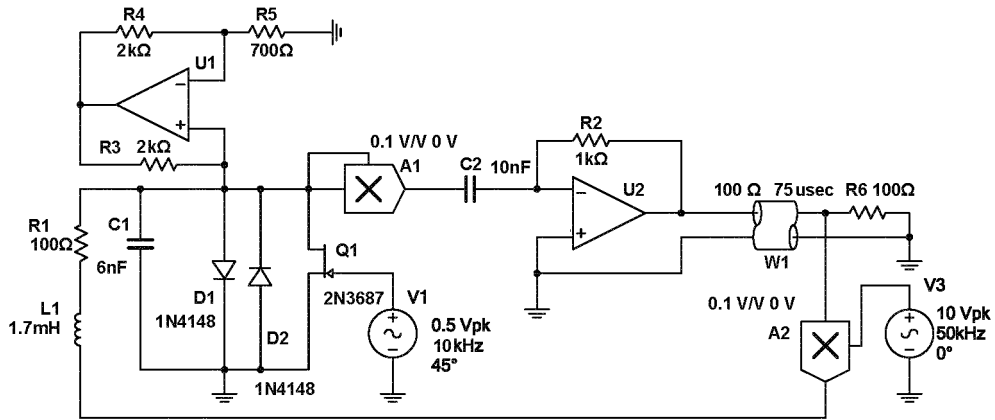 R4
2kΩ
R5
700Ω
U1
−
+
R3
2kΩ
0.1 V/V 0 V
A1
C2
10nF
R2
1kΩ
−
+
U2
100 Ω
75usec
W1
R6
100Ω
R1
100Ω
C1
6nF
D1
1N4148
D2
1N4148
Q1
2N3687
V1
+
−
0.5 Vpk
10kHz
45°
L1
1.7mH
0.1 V/V 0 V
A2
V3
+
−
10 Vpk
50kHz
0°